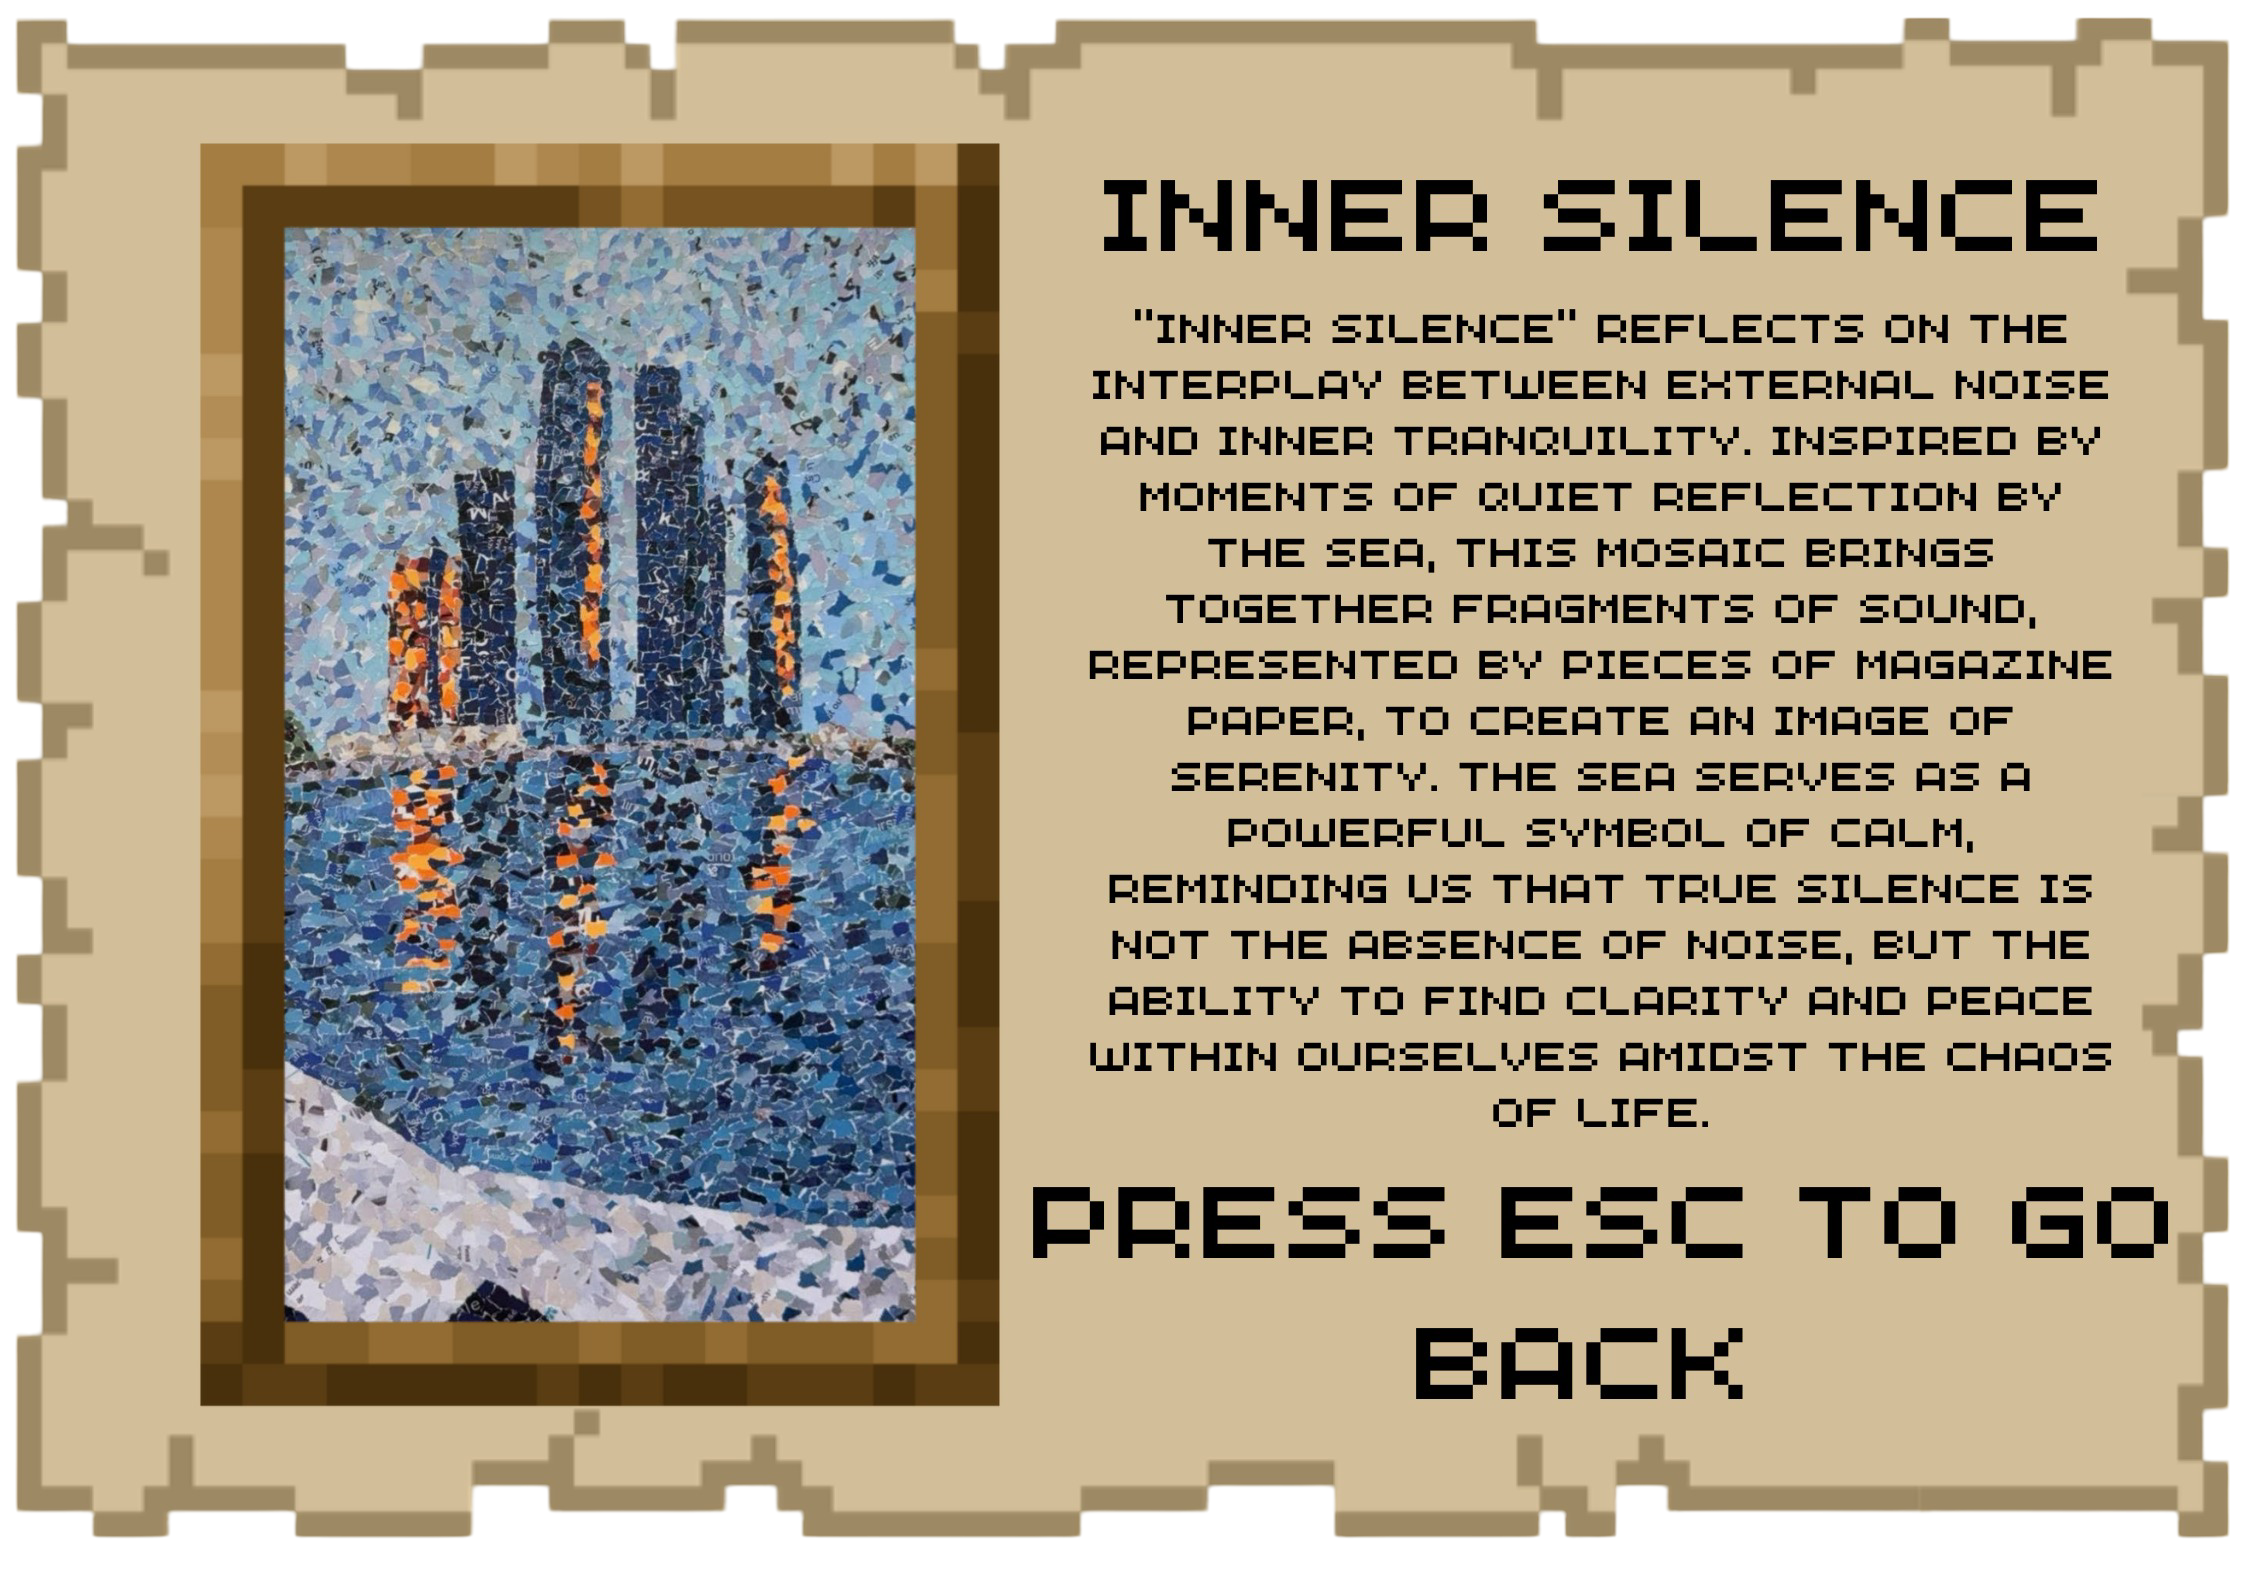 INNER SILENCE
"INNER SILENCE" REFLECTS ON THE
INTERPLAY BETWEEN EXTERNAL NOISE
AND INNER TRANQUILITY. INSPIRED BY
MOMENTS OF QUIET REFLECTION BY
THE SEA, THIS MOSAIC BRINGS
TOGETHER FRAGMENTS OF SOUND,
REPRESENTED BY PIECES OF MAGAZINE
PAPER, TO CREATE AN IMAGE OF
SERENITY. THE SEA SERVES AS A
POWERFUL SYMBOL OF CALM,
REMINDING US THAT TRUE SILENCE IS
NOT THE ABSENCE OF NOISE, BUT THE
ABILITY TO FIND CLARITY AND PEACE
WITHIN OURSELVES AMIDST THE CHAOS
OF LIFE.
PRESS ESC TO GO
BACK